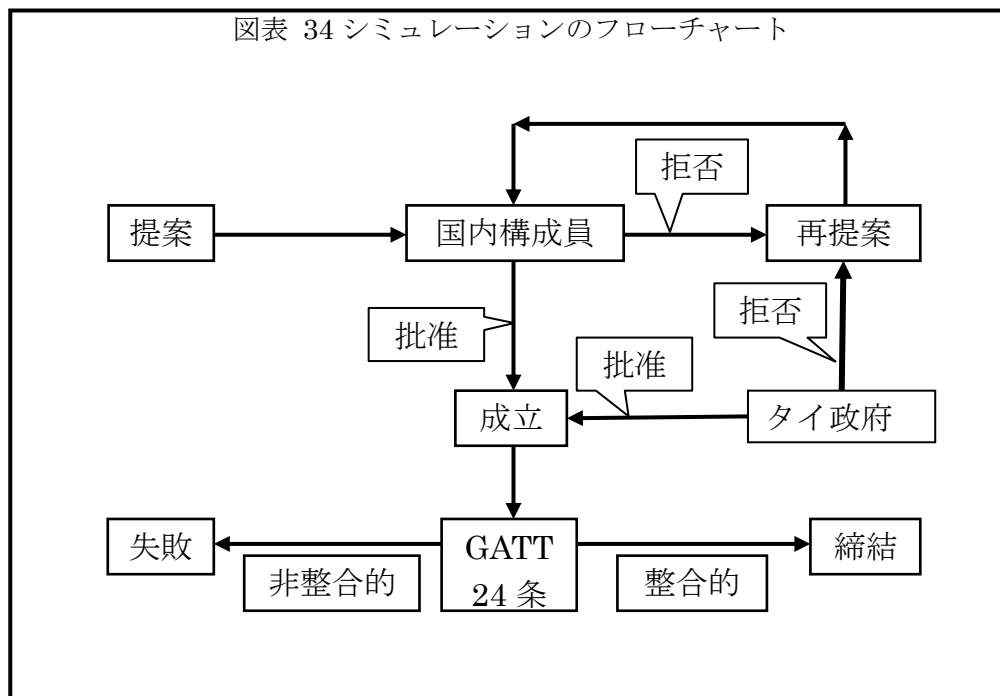 図表 34 シミュレーションのフローチャート
拒否
提案
国内構成員
再提案
拒否
批准
批准
成立
タイ政府
失敗
GATT
24 条
締結
非整合的
整合的